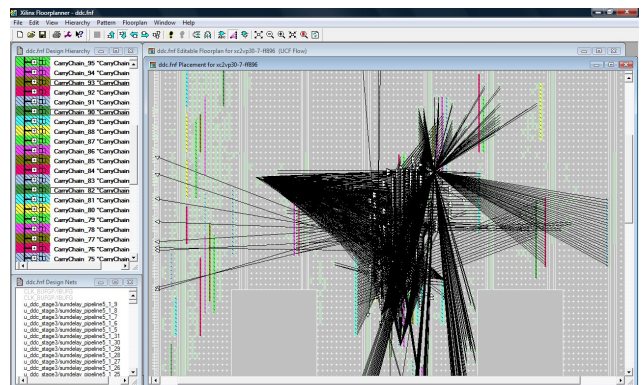 Xilinx Floorplanner - ddc.fnf
File Edit View Hierarchy Pattern Floorplan Window Help
ddc.fnf Design Hierarchy
ddc.fnf Editable Floorplan for xc2vp30-7-ff896 (UCF Flow)
ddc.fnf Placement for xc2vp30-7-ff896
CarryChain_95 "CarryChain
CarryChain_94 "CarryChain
CarryChain_93 "CarryChain
CarryChain_92 "CarryChain
CarryChain_91 "CarryChain
CarryChain_90 "CarryChain
CarryChain_89 "CarryChain
CarryChain_88 "CarryChain
CarryChain_87 "CarryChain
CarryChain_86 "CarryChain
CarryChain_85 "CarryChain
CarryChain_84 "CarryChain
CarryChain_83 "CarryChain
CarryChain_82 "CarryChain
CarryChain_81 "CarryChain
CarryChain_80 "CarryChain
CarryChain_79 "CarryChain
CarryChain_78 "CarryChain
CarryChain_77 "CarryChain
CarryChain_76 "CarryChain
CarryChain_75 "CarryChain
ddc.fnf Design Nets
u_ddc_stage3/sumdelay_pipeline5_1_9
u_ddc_stage3/sumdelay_pipeline5_1_8
u_ddc_stage3/sumdelay_pipeline5_1_7
u_ddc_stage3/sumdelay_pipeline5_1_6
u_ddc_stage3/sumdelay_pipeline5_1_5
u_ddc_stage3/sumdelay_pipeline5_1_31
u_ddc_stage3/sumdelay_pipeline5_1_30
u_ddc_stage3/sumdelay_pipeline5_1_29
u_ddc_stage3/sumdelay_pipeline5_1_28
u_ddc_stage3/sumdelay_pipeline5_1_27
u_ddc_stage3/sumdelay_pipeline5_1_26
u_ddc_stage3/sumdelay_pipeline5_1_25